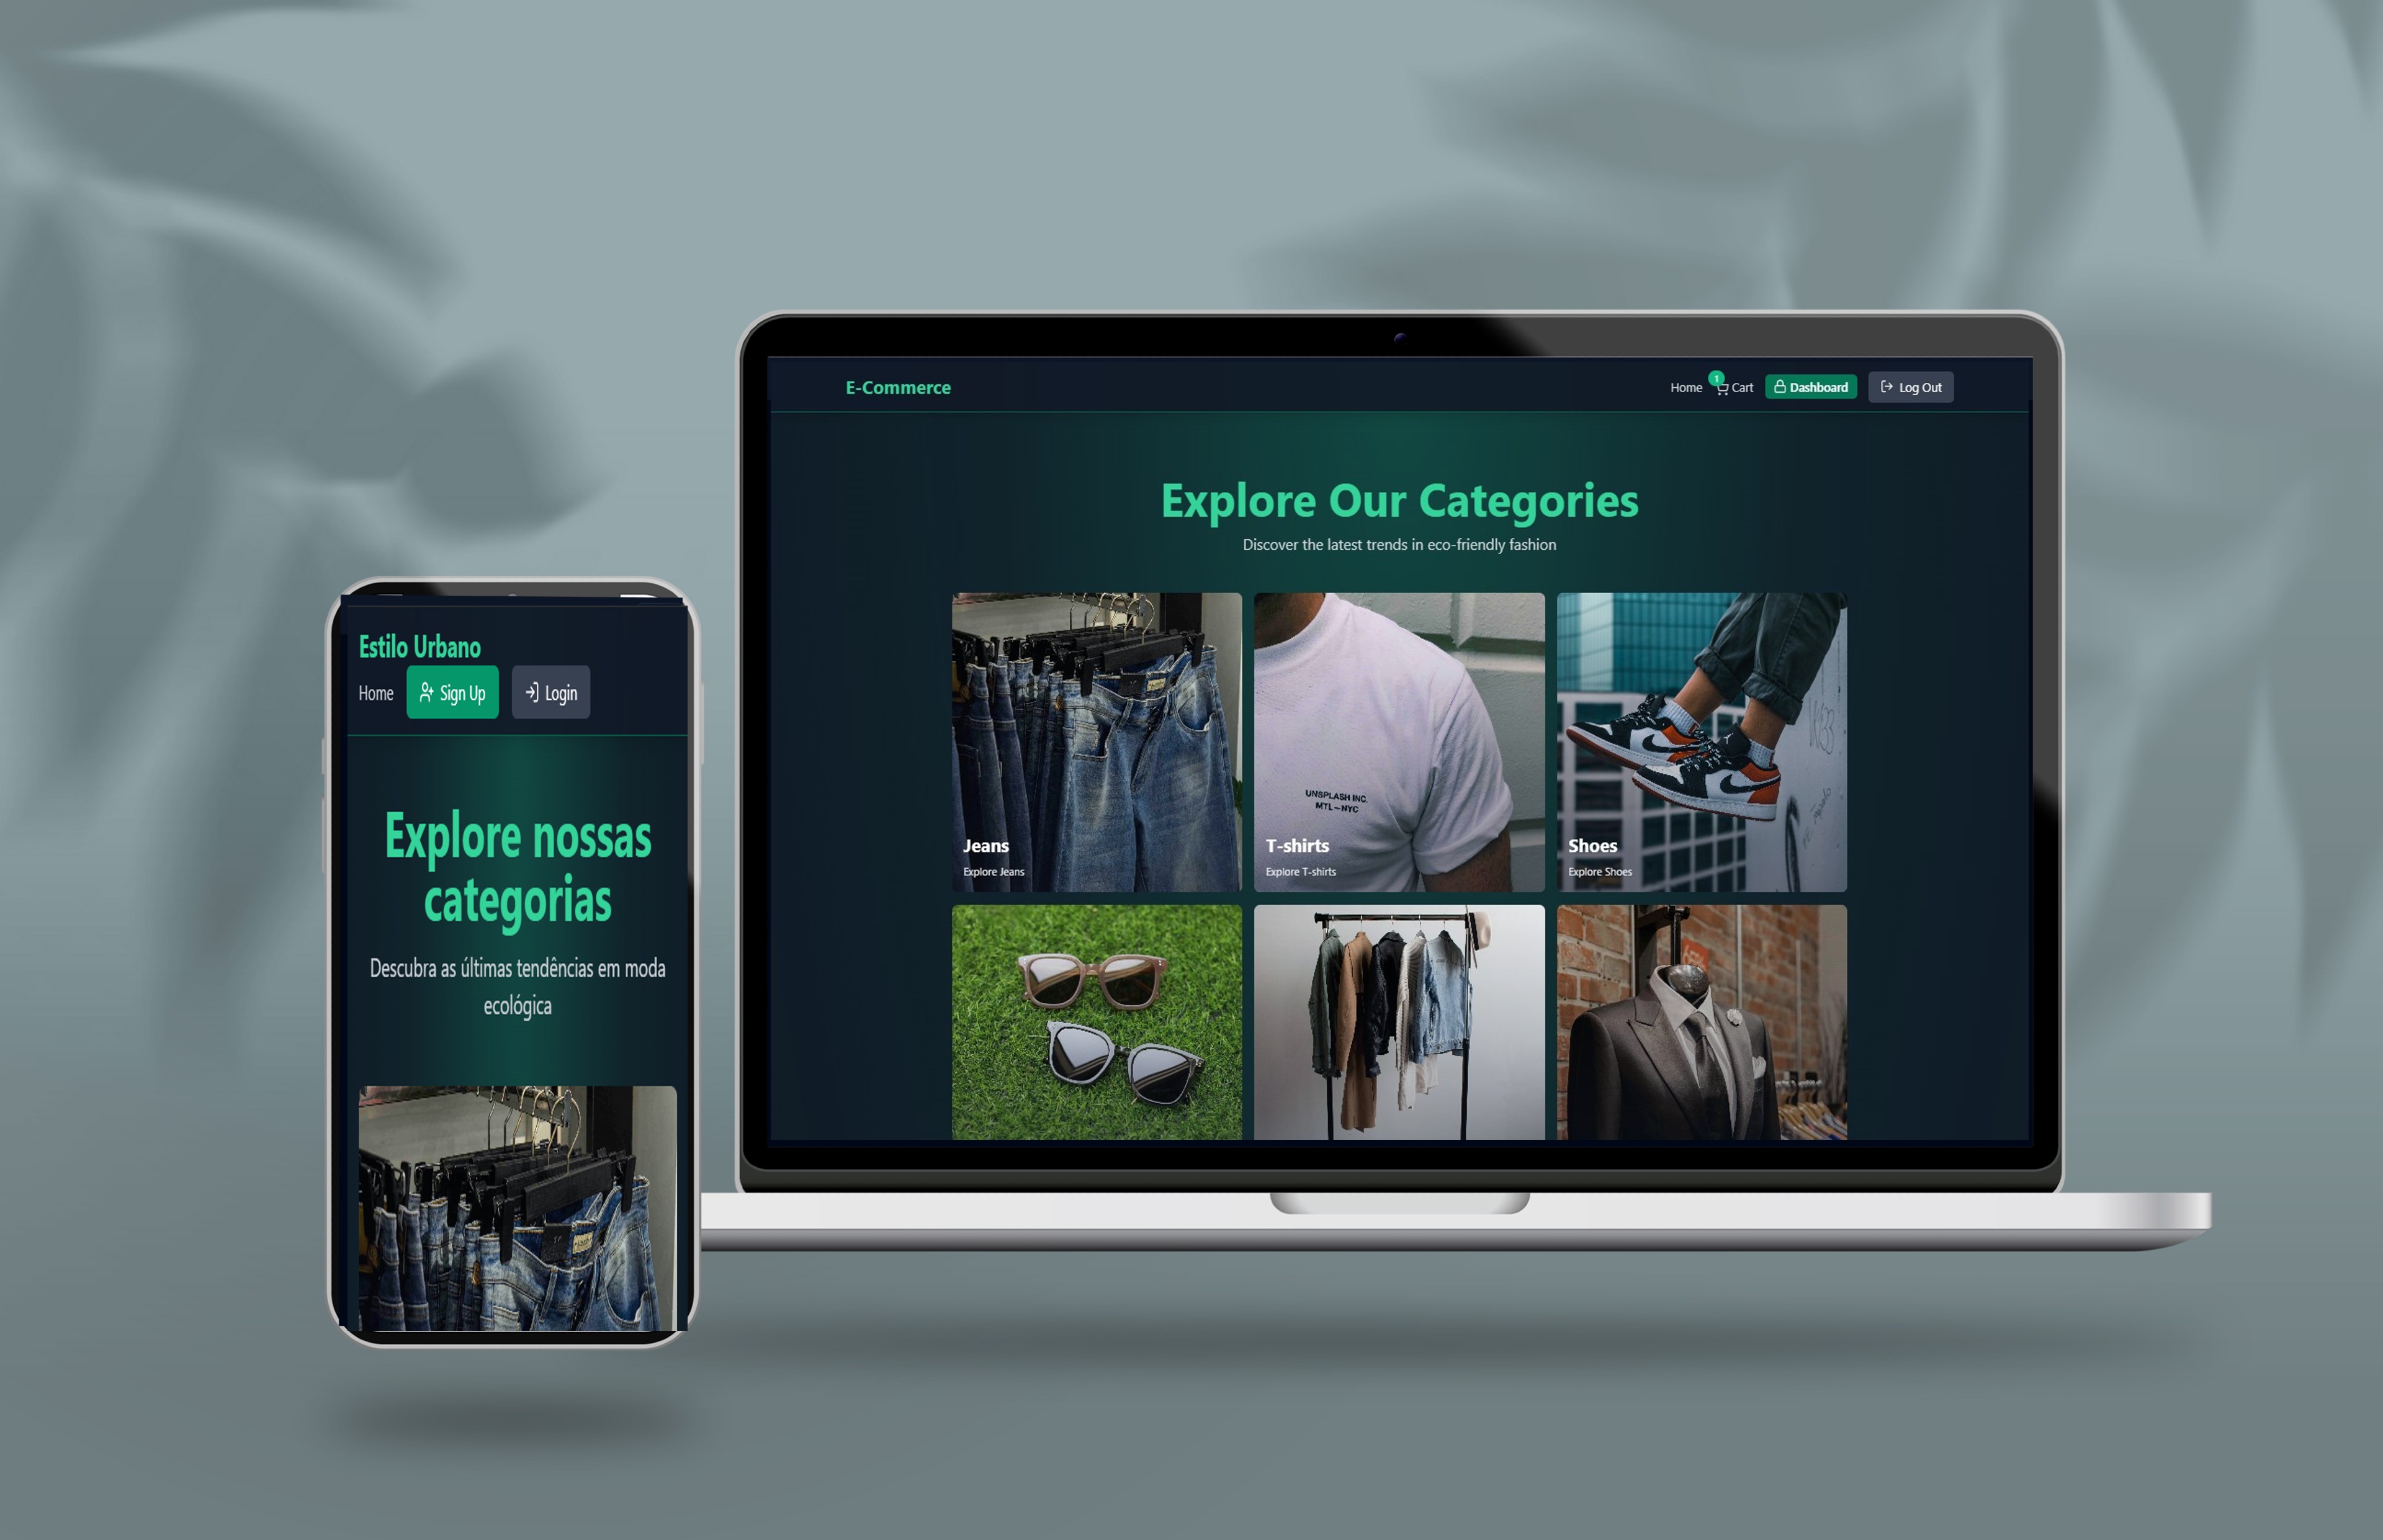 Estilo Urbano
Home Sign Up Login
Explore nossas
categorias
Descubra as últimas tendências em moda
ecológica
E-Commerce
Home 1 Cart Dashboard Log Out
Explore Our Categories
Discover the latest trends in eco-friendly fashion
UNSPLASH INC.
MTL—NYC
Jeans
Explore Jeans
T-shirts
Explore T-shirts
Shoes
Explore Shoes